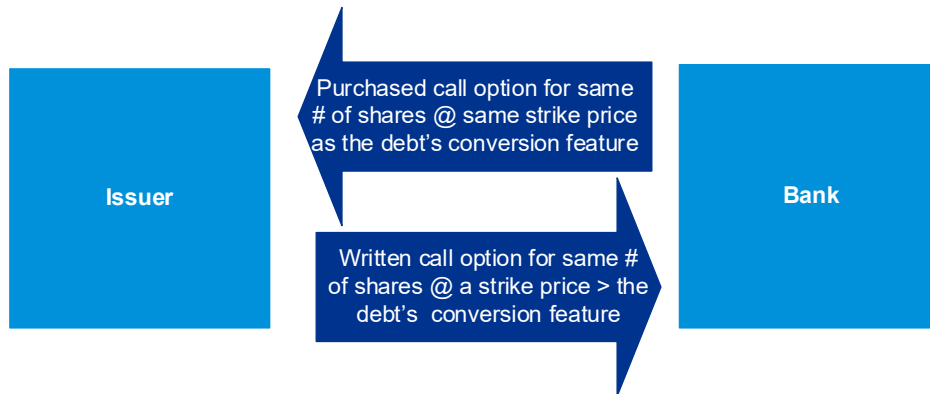 Issuer
Purchased call option for same
# of shares @ same strike price
as the debt's conversion feature
Bank
Written call option for same #
of shares @ a strike price > the
debt's  conversion feature